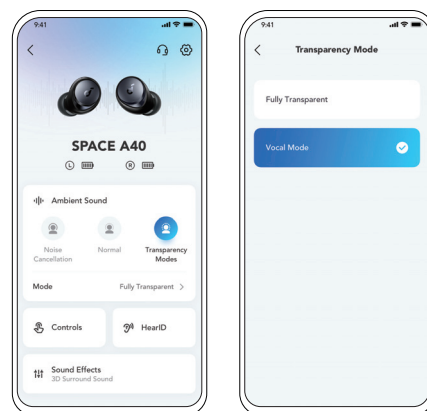 9:41
SPACE A40
L
R
Ambient Sound
Noise
Cancellation
Normal
Transparency
Modes
Mode
Fully Transparent >
Controls
HearID
Sound Effects
3D Surround Sound
9:41
Transparency Mode
Fully Transparent
Vocal Mode